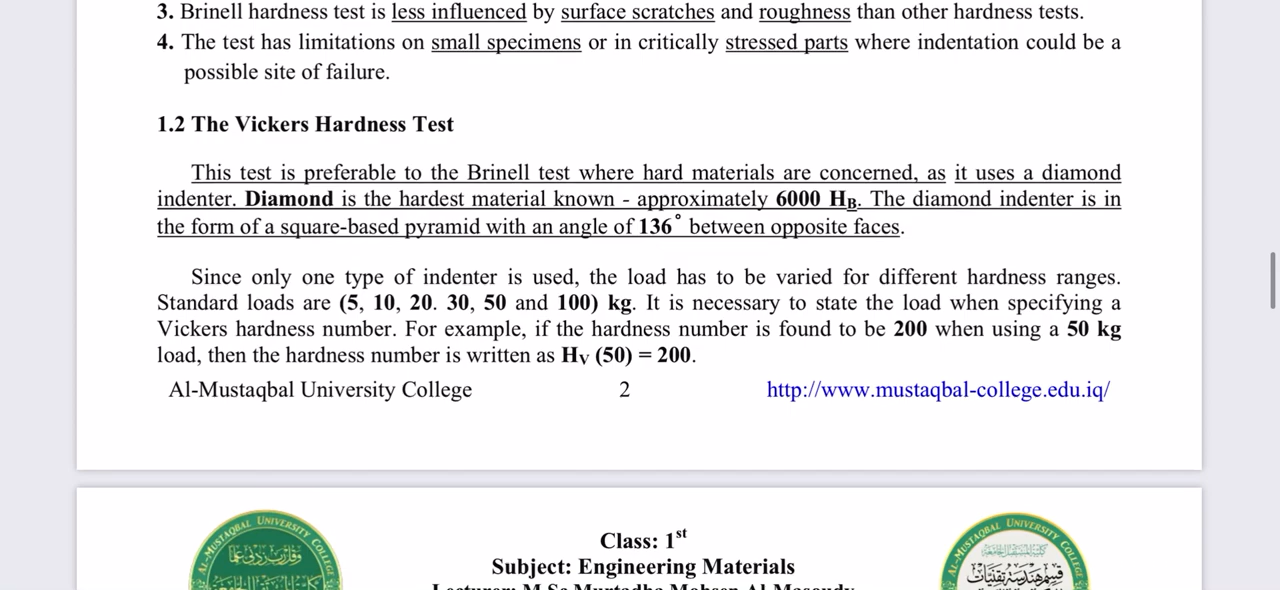 3. Brinell hardness test is less influenced by surface scratches and roughness than other hardness tests.
4. The test has limitations on small specimens or in critically stressed parts where indentation could be a
possible site of failure.
1.2 The Vickers Hardness Test
This test is preferable to the Brinell test where hard materials are concerned, as it uses a diamond
indenter. Diamond is the hardest material known - approximately 6000 HB. The diamond indenter is in
the form of a square-based pyramid with an angle of 136˚ between opposite faces.
Since only one type of indenter is used, the load has to be varied for different hardness ranges.
Standard loads are (5, 10, 20. 30, 50 and 100) kg. It is necessary to state the load when specifying a
Vickers hardness number. For example, if the hardness number is found to be 200 when using a 50 kg
load, then the hardness number is written as HV (50) = 200.
Al-Mustaqbal University College 2 http://www.mustaqbal-college.edu.iq/
AL-MUSTAQBAL UNIVERSITY COLLEGE
Class: 1st
Subject: Engineering Materials
AL-MUSTAQBAL UNIVERSITY COLLEGE